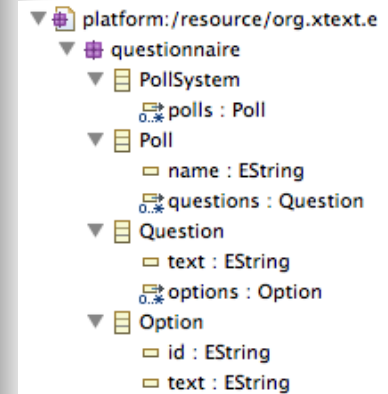 platform:/resource/org.xtext.e
questionnaire
PollSystem
0..* polls : Poll
Poll
name : EString
0..* questions : Question
Question
text : EString
0..* options : Option
Option
id : EString
text : EString